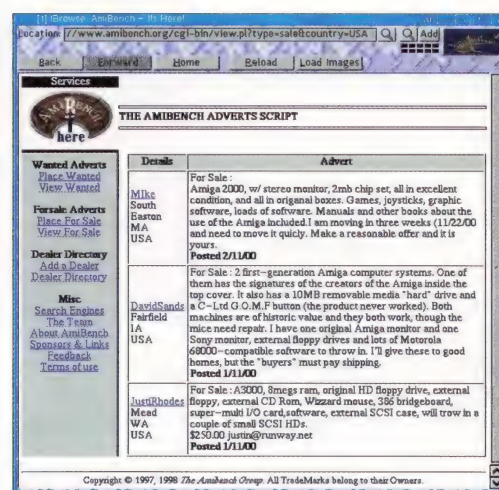 [1] IBrowse: AmiBench - Its Here!
Location: //www.amibench.org/cgi-bin/view.pl?type=sale&country=USA
Add
Back
Forward
Home
Reload
Load Images
Services
AmiBench
here
THE AMIBENCH ADVERTS SCRIPT
Wanted Adverts
Place Wanted
View Wanted
Forsale Adverts
Place For Sale
View For Sale
Dealer Directory
Add a Dealer
Dealer Directory
Misc
Search Engines
The Team
About AmiBench
Sponsors & Links
Feedback
Terms of use
Details
Advert
MIke
South
Easton
MA
USA
For Sale :
Amiga 2000, w/ stereo monitor, 2mb chip set, all in excellent
condition, and all in origanal boxes. Games, joysticks, graphic
software, loads of software. Manuals and other books about the
use of the Amiga included.I am moving in three weeks (11/22/00
and need to move it quicly. Make a reasonable offer and it is
yours.
Posted 2/11/00
DavidSands
Fairfield
IA
USA
For Sale : 2 first-generation Amiga computer systems. One of
them has the signatures of the creators of the Amiga inside the
top cover. It also has a 10MB removable media "hard" drive and
a C-Ltd G.O.M.F button (the product never worked). Both
machines are of historic value and they both work, though the
mice need repair. I have one original Amiga monitor and one
Sony monitor, external floppy drives and lots of Motorola
68000-compatible software to throw in. I'll give these to good
homes, but the "buyers" must pay shipping.
Posted 1/11/00
JustiRhodes
Mead
WA
USA
For Sale : A3000, 8megs ram, original HD floppy drive, external
floppy, external CD Rom, Wizzard mouse, 386 bridgeboard,
super-multi I/O card,software, external SCSI case, will trow in a
couple of small SCSI HDs.
$250.00 justin@runway.net
Posted 1/11/00
Copyright © 1997, 1998 The Amibench Group. All TradeMarks belong to their Owners.